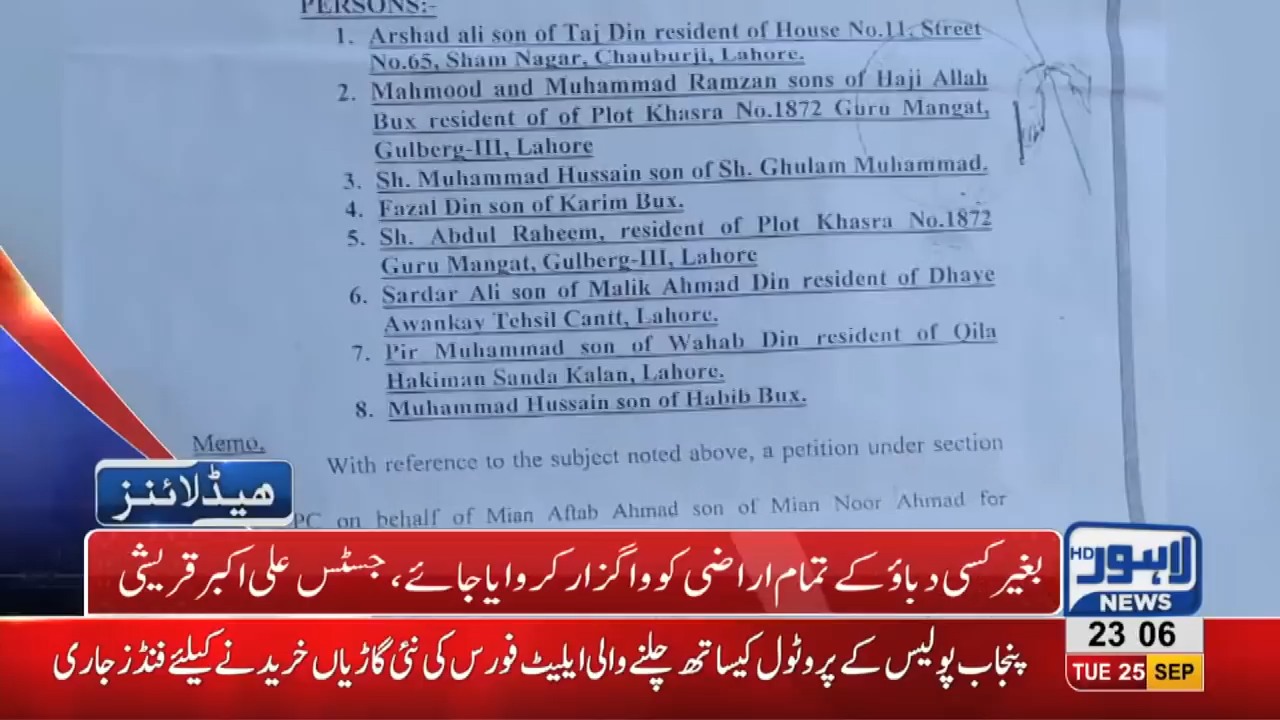 PERSONS:-
1. Arshad ali son of Taj Din resident of House No.11, Street
No.65, Sham Nagar, Chauburji, Lahore.
2. Mahmood and Muhammad Ramzan sons of Haji Allah
Bux resident of of Plot Khasra No.1872 Guru Mangat,
Gulberg-III, Lahore
3. Sh. Muhammad Hussain son of Sh. Ghulam Muhammad.
4. Fazal Din son of Karim Bux.
5. Sh. Abdul Raheem, resident of Plot Khasra No.1872
Guru Mangat, Gulberg-III, Lahore
6. Sardar Ali son of Malik Ahmad Din resident of Dhaye
Awankay Tehsil Cantt, Lahore.
7. Pir Muhammad son of Wahab Din resident of Qila
Hakiman Sanda Kalan, Lahore.
8. Muhammad Hussain son of Habib Bux.
Memo.
With reference to the subject noted above, a petition under section
PC on behalf of Mian Aftab Ahmad son of Mian Noor Ahmad for
ہیڈلائنز
بغیر کسی دباؤ کے تمام اراضی کو واگزار کروایا جائے، جسٹس علی اکبر قریشی
لاہور HD
NEWS
23 06
TUE 25 SEP
پنجاب پولیس کے پروٹول کیساتھ چلنے والی ایلیٹ فورس کی نئی گاڑیاں خریدنے کیلئے فنڈز جاری